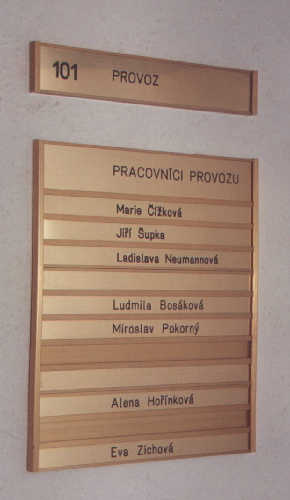 101 PROVOZ
PRACOVNÍCI PROVOZU
Marie Čížková
Jiří Šupka
Ladislava Neumannová
Ludmila Bosáková
Miroslav Pokorný
Alena Hořínková
Eva Zichová